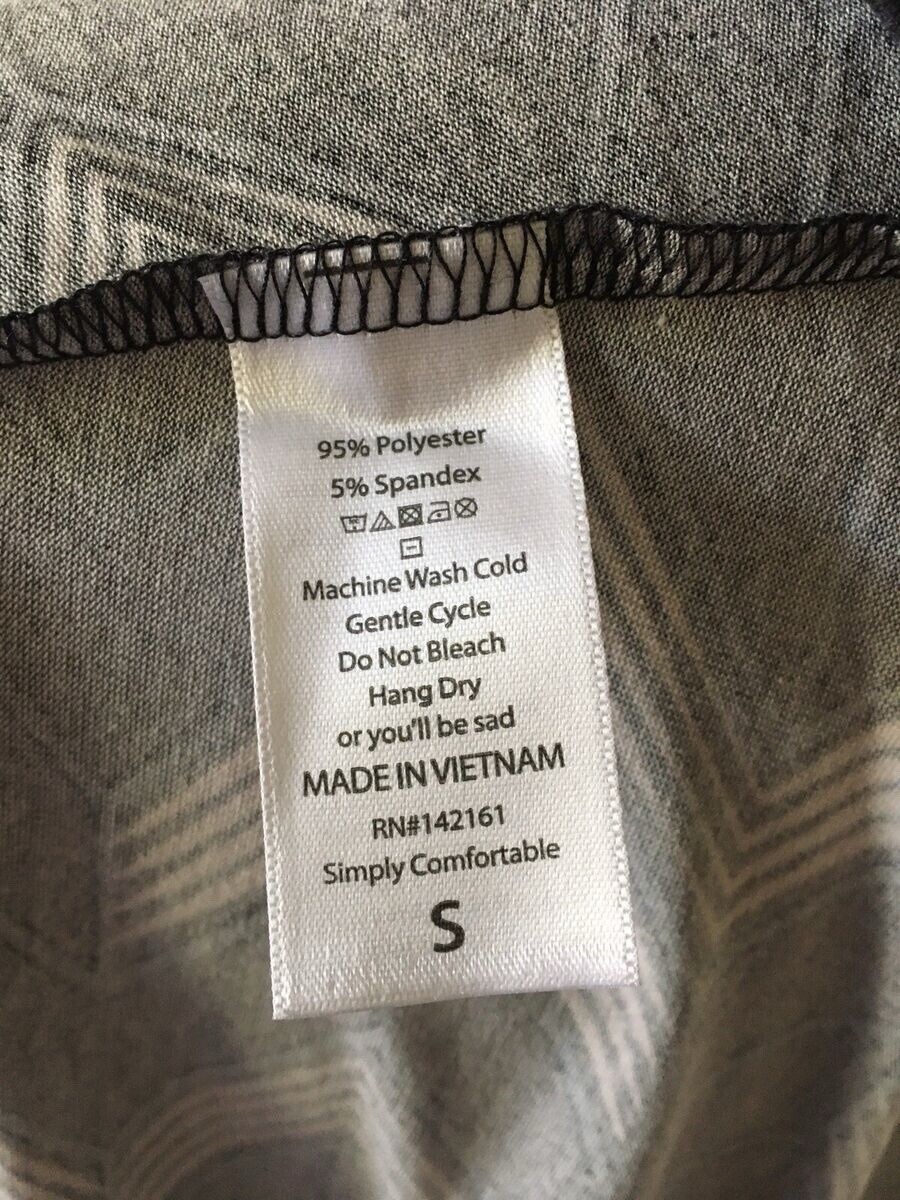 95% Polyester
5% Spandex
Machine Wash Cold
Gentle Cycle
Do Not Bleach
Hang Dry
or you'll be sad
MADE IN VIETNAM
RN#142161
Simply Comfortable
S